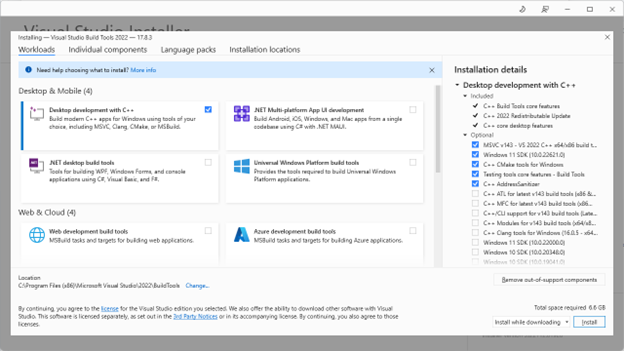 Visual Studio Installer
Installing — Visual Studio Build Tools 2022 — 17.8.3
Workloads Individual components Language packs Installation locations
Need help choosing what to install? More info
Desktop & Mobile (4)
Desktop development with C++
Build modern C++ apps for Windows using tools of your
choice, including MSVC, Clang, CMake, or MSBuild.
.NET Multi-platform App UI development
Build Android, iOS, Windows, and Mac apps from a single
codebase using C# with .NET MAUI.
.NET desktop build tools
Tools for building WPF, Windows Forms, and console
applications using C#, Visual Basic, and F#.
Universal Windows Platform build tools
Provides the tools required to build Universal Windows
Platform applications.
Web & Cloud (4)
Web development build tools
MSBuild tasks and targets for building web applications.
Azure development build tools
MSBuild tasks and targets for building Azure applications.
Installation details
Desktop development with C++
Included
C++ Build Tools core features
C++ 2022 Redistributable Update
C++ core desktop features
Optional
MSVC v143 - VS 2022 C++ x64/x86 build t...
Windows 11 SDK (10.0.22621.0)
C++ CMake tools for Windows
Testing tools core features - Build Tools
C++ AddressSanitizer
C++ ATL for latest v143 build tools (x86 &...
C++ MFC for latest v143 build tools (x86...
C++/CLI support for v143 build tools (Late...
C++ Modules for v143 build tools (x64/x8...
C++ Clang tools for Windows (16.0.5 - x64...
Windows 11 SDK (10.0.22000.0)
Windows 10 SDK (10.0.20348.0)
Windows 10 SDK (10.0.19041.0)
Location
C:\Program Files (x86)\Microsoft Visual Studio\2022\BuildTools Change...
Remove out-of-support components
By continuing, you agree to the license for the Visual Studio edition you selected. We also offer the ability to download other software with Visual
Studio. This software is licensed separately, as set out in the 3rd Party Notices or in its accompanying license. By continuing, you also agree to those
licenses.
Total space required 6.6 GB
Install while downloading
Install